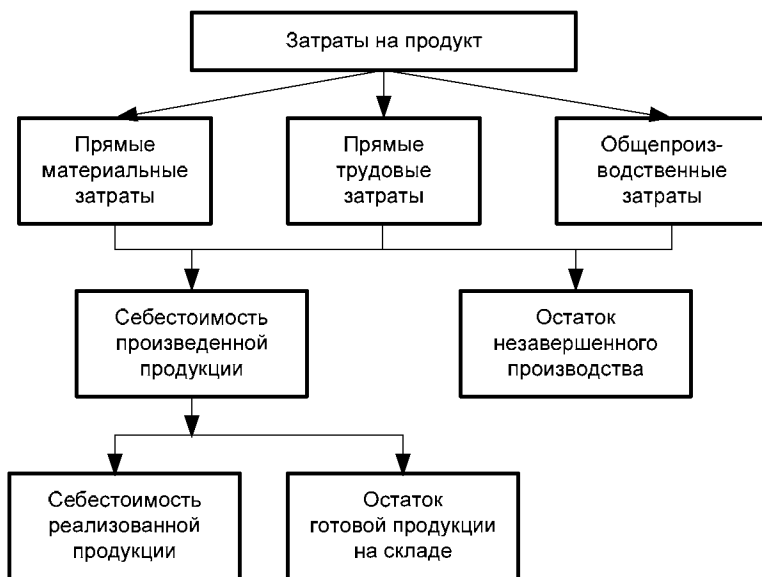 Затраты на продукт
Прямые
материальные
затраты
Прямые
трудовые
затраты
Общепроиз-
водственные
затраты
Себестоимость
произведенной
продукции
Остаток
незавершенного
производства
Себестоимость
реализованной
продукции
Остаток
готовой продукции
на складе